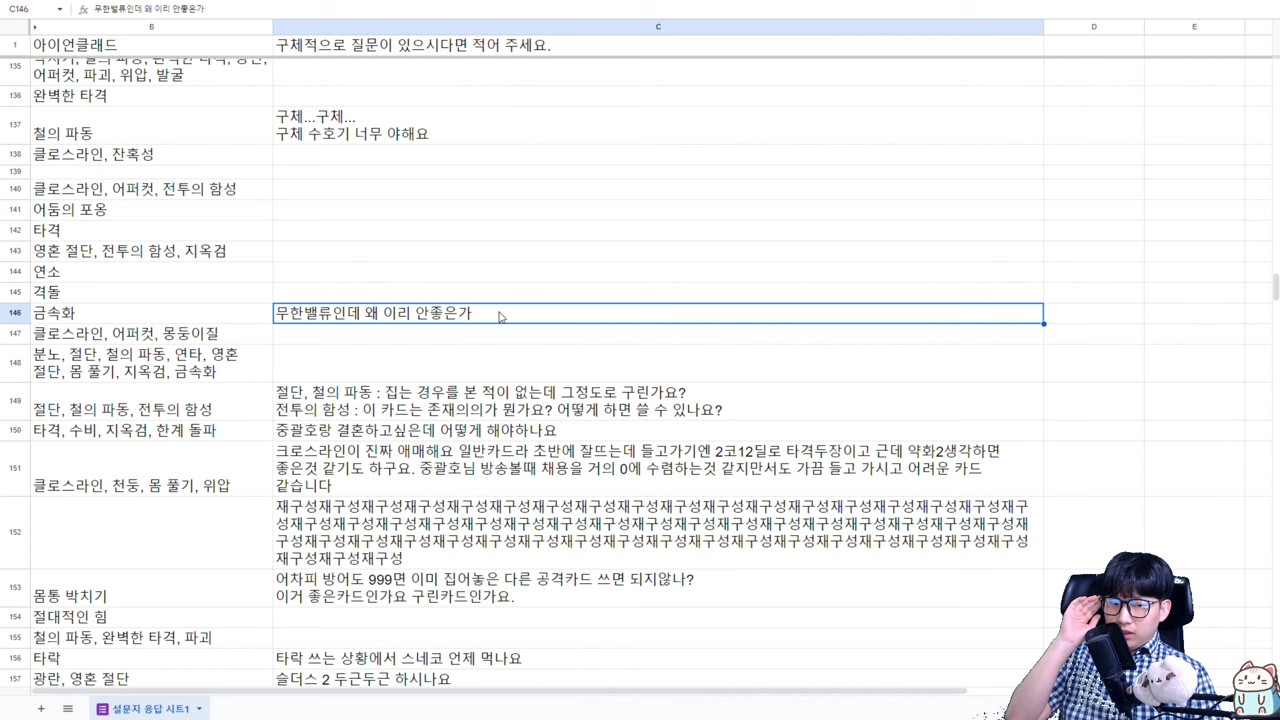 C146
무한밸류인데 왜 이리 안좋은가
B
C
D
E
1
아이언클래드
구체적으로 질문이 있으시다면 적어 주세요.
135
어퍼컷, 파괴, 위압, 발굴
136
완벽한 타격
137
철의 파동
구체...구체...
구체 수호기 너무 야해요
138
클로스라인, 잔혹성
139
140
클로스라인, 어퍼컷, 전투의 함성
141
어둠의 포옹
142
타격
143
영혼 절단, 전투의 함성, 지옥검
144
연소
145
격돌
146
금속화
무한밸류인데 왜 이리 안좋은가
147
클로스라인, 어퍼컷, 몽둥이질
148
분노, 절단, 철의 파동, 연타, 영혼
절단, 몸 풀기, 지옥검, 금속화
149
절단, 철의 파동, 전투의 함성
절단, 철의 파동 : 집는 경우를 본 적이 없는데 그정도로 구린가요?
전투의 함성 : 이 카드는 존재의의가 뭔가요? 어떻게 하면 쓸 수 있나요?
150
타격, 수비, 지옥검, 한계 돌파
중괄호랑 결혼하고싶은데 어떻게 해야하나요
151
클로스라인, 천둥, 몸 풀기, 위압
크로스라인이 진짜 애매해요 일반카드라 초반에 잘뜨는데 들고가기엔 2코12딜로 타격두장이고 근데 약화2생각하면
좋은것 같기도 하구요. 중괄호님 방송볼때 채용을 거의 0에 수렴하는것 같지만서도 가끔 들고 가시고 어려운 카드
같습니다
152
재구성재구성재구성재구성재구성재구성재구성재구성재구성재구성재구성재구성재구성재구성재구성재구성재구성재구
성재구성재구성재구성재구성재구성재구성재구성재구성재구성재구성재구성재구성재구성재구성재구성재구성재구성재
구성재구성재구성재구성재구성재구성재구성재구성재구성재구성재구성재구성재구성재구성재구성재구성재구성재구성
재구성재구성재구성
153
몸통 박치기
어차피 방어도 999면 이미 집어놓은 다른 공격카드 쓰면 되지않나?
이거 좋은카드인가요 구린카드인가요.
154
절대적인 힘
155
철의 파동, 완벽한 타격, 파괴
156
타락
타락 쓰는 상황에서 스네코 언제 먹나요
157
광란, 영혼 절단
슬더스 2 두근두근 하시나요
설문지 응답 시트1